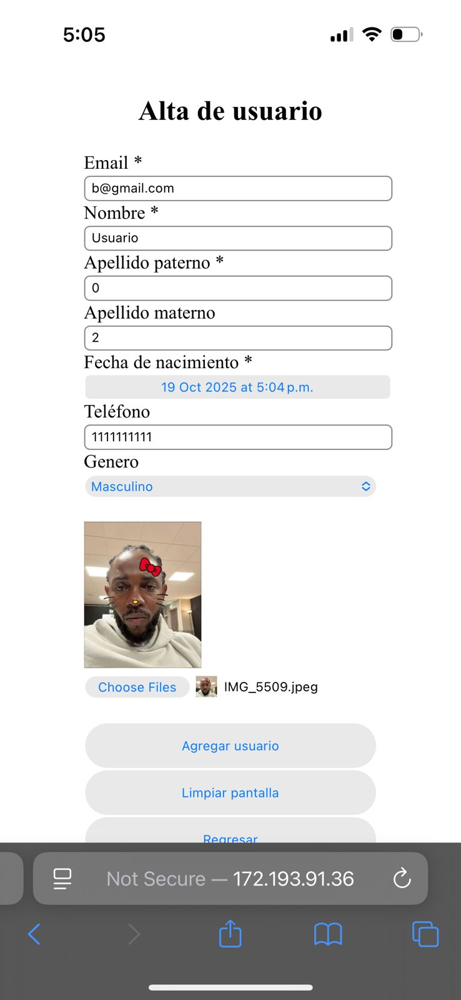 5:05
Alta de usuario
Email *
b@gmail.com
Nombre *
Usuario
Apellido paterno *
0
Apellido materno
2
Fecha de nacimiento *
19 Oct 2025 at 5:04 p.m.
Teléfono
1111111111
Genero
Masculino
Choose Files IMG_5509.jpeg
Agregar usuario
Limpiar pantalla
Regresar
Not Secure — 172.193.91.36